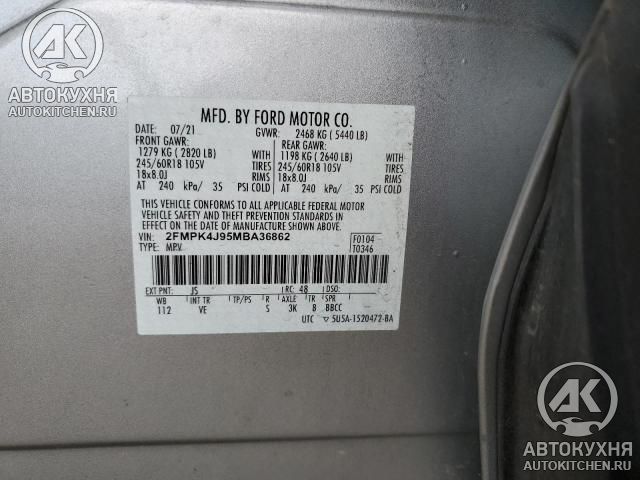 АК
АВТОКУХНЯ
AUTOKITCHEN.RU
MFD. BY FORD MOTOR CO.
DATE: 07/21 GVWR: 2468 KG ( 5440 LB)
FRONT GAWR: REAR GAWR:
1279 KG ( 2820 LB) WITH 1198 KG ( 2640 LB) WITH
245/60R18 105V TIRES 245/60R18 105V TIRES
18x8.0J RIMS 18x8.0J RIMS
AT 240 kPa/ 35 PSI COLD AT 240 kPa/ 35 PSI COLD
THIS VEHICLE CONFORMS TO ALL APPLICABLE FEDERAL MOTOR
VEHICLE SAFETY AND THEFT PREVENTION STANDARDS IN
EFFECT ON THE DATE OF MANUFACTURE SHOWN ABOVE.
VIN: 2FMPK4J95MBA36862 F0104
TYPE: MPV T0346
EXT PNT: JS RC: 48 DSO:
WB INT TR TP/PS R AXLE TR SPR
112 VE S 3K 8 BBCC
UTC ▽ 5U5A-1520472-BA
АК
АВТОКУХНЯ
AUTOKITCHEN.RU